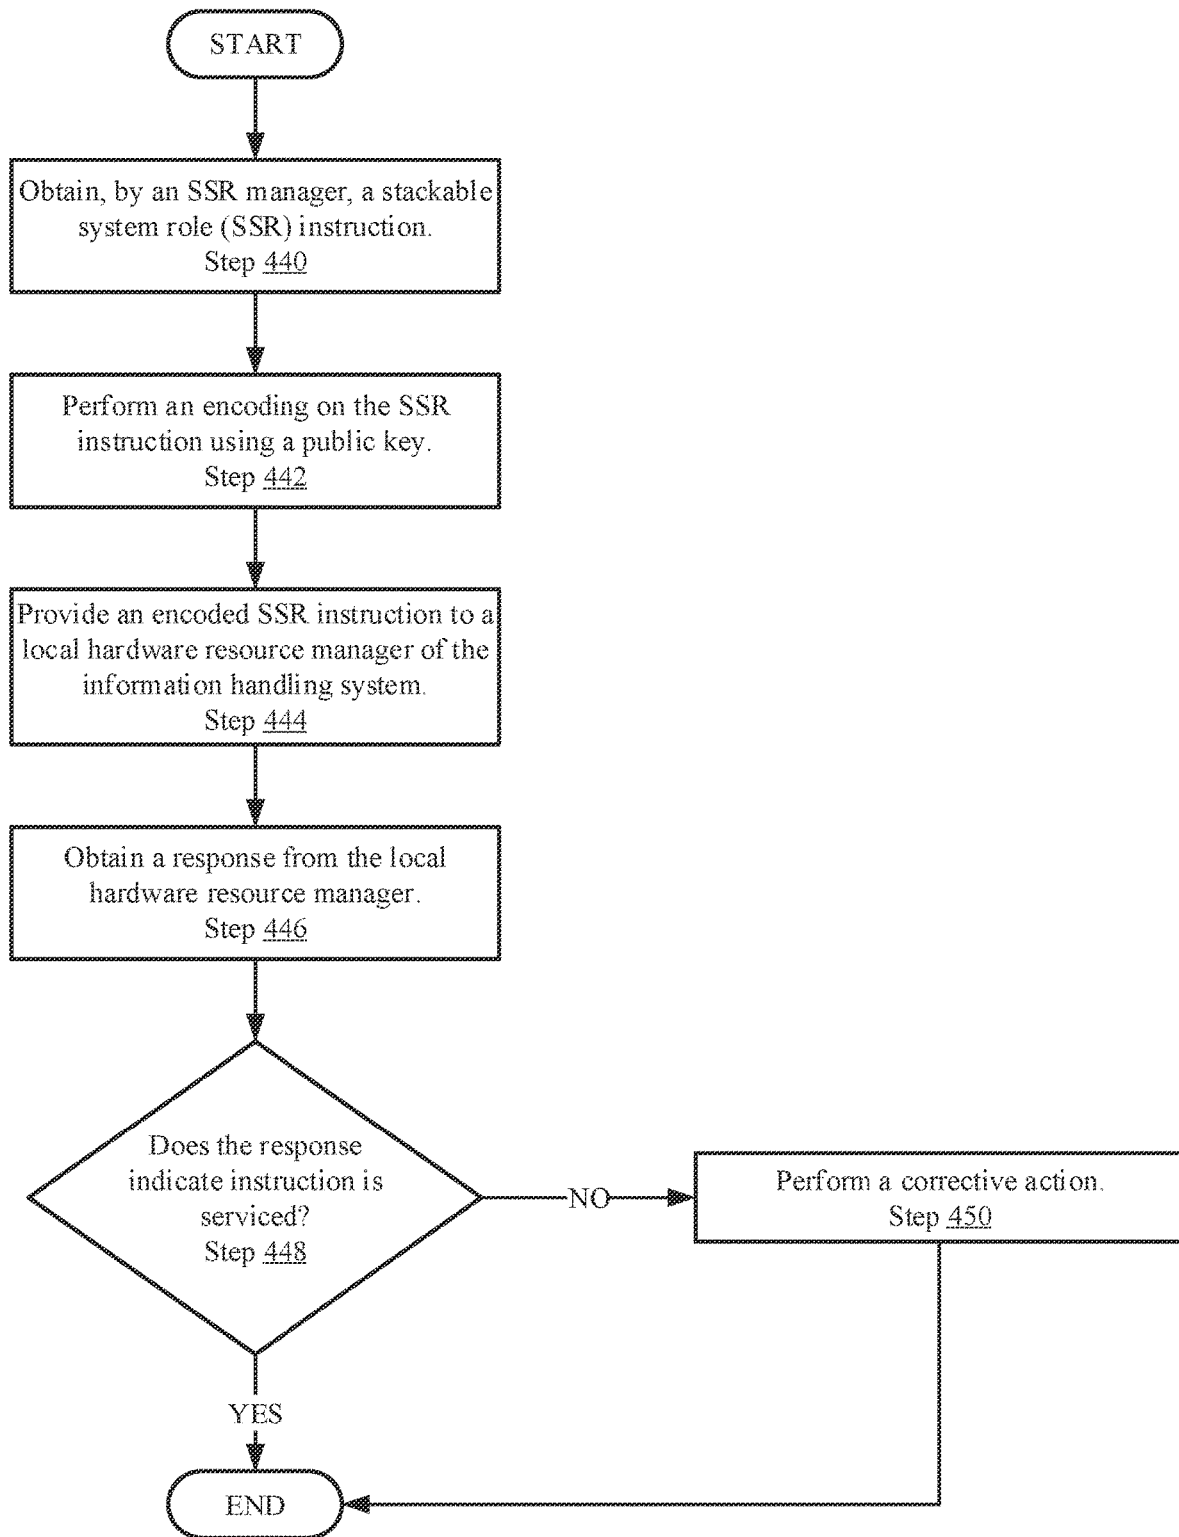 START
Obtain, by an SSR manager, a stackable
system role (SSR) instruction.
Step 440
Perform an encoding on the SSR
instruction using a public key.
Step 442
Provide an encoded SSR instruction to a
local hardware resource manager of the
information handling system.
Step 444
Obtain a response from the local
hardware resource manager.
Step 446
Does the response
indicate instruction is
serviced?
Step 448
NO
Perform a corrective action.
Step 450
YES
END